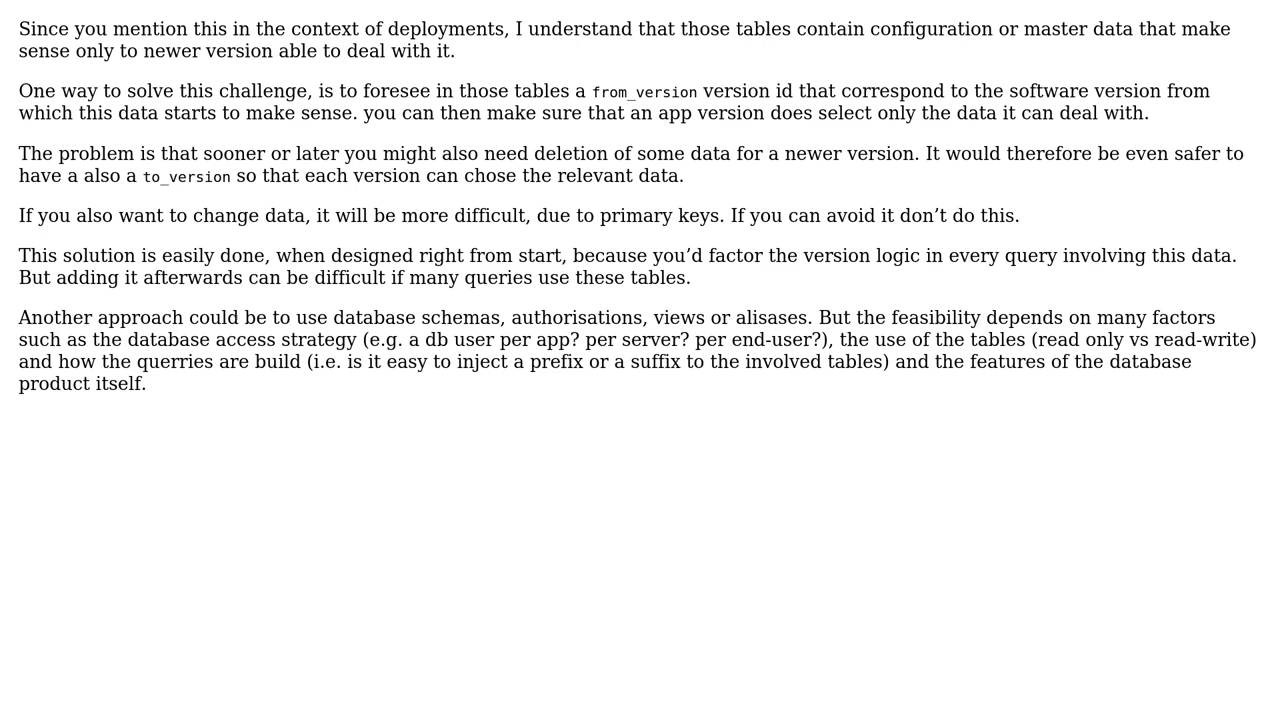 Since you mention this in the context of deployments, I understand that those tables contain configuration or master data that make
sense only to newer version able to deal with it.
One way to solve this challenge, is to foresee in those tables a from_version version id that correspond to the software version from
which this data starts to make sense. you can then make sure that an app version does select only the data it can deal with.
The problem is that sooner or later you might also need deletion of some data for a newer version. It would therefore be even safer to
have a also a to_version so that each version can chose the relevant data.
If you also want to change data, it will be more difficult, due to primary keys. If you can avoid it don’t do this.
This solution is easily done, when designed right from start, because you’d factor the version logic in every query involving this data.
But adding it afterwards can be difficult if many queries use these tables.
Another approach could be to use database schemas, authorisations, views or alisases. But the feasibility depends on many factors
such as the database access strategy (e.g. a db user per app? per server? per end-user?), the use of the tables (read only vs read-write)
and how the querries are build (i.e. is it easy to inject a prefix or a suffix to the involved tables) and the features of the database
product itself.